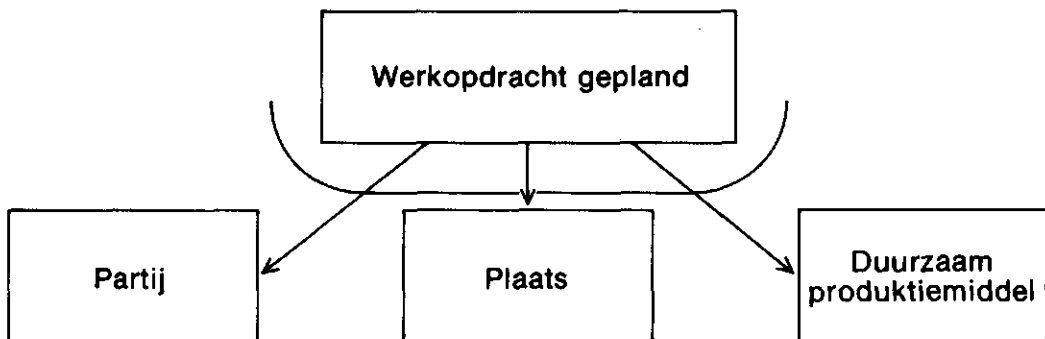 Werkopdracht gepland
Partij
Plaats
Duurzaam
produktiemiddel